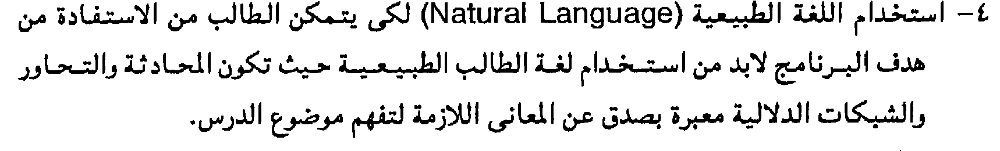 ٤- استخدام اللغة الطبيعية (Natural Language) لكى يتمكن الطالب من الاستفادة من
هدف البرنامج لابد من استخدام لغة الطالب الطبيعية حيث تكون المحادثة والتحاور
والشبكات الدلالية معبرة بصدق عن المعانى اللازمة لتفهم موضوع الدرس.